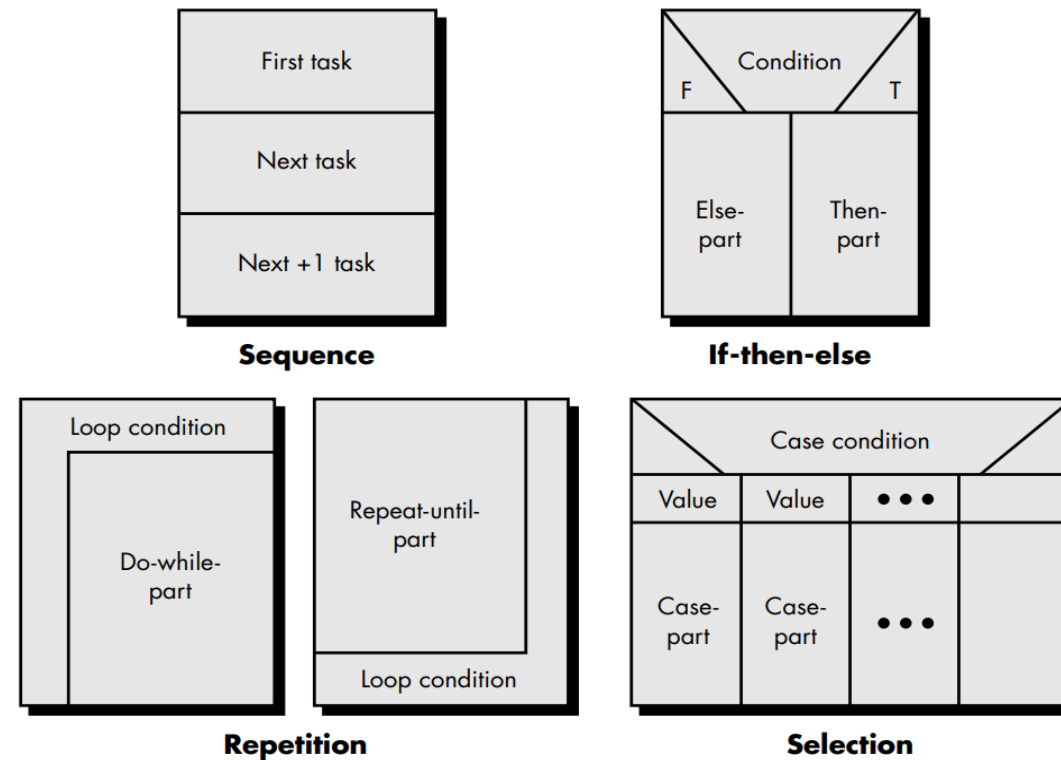 First task
Next task
Next +1 task
Sequence
Condition
F
T
Else-
part
Then-
part
If-then-else
Loop condition
Do-while-
part
Repeat-until-
part
Loop condition
Repetition
Case condition
Value
Value
•••
Case-
part
Case-
part
•••
Selection